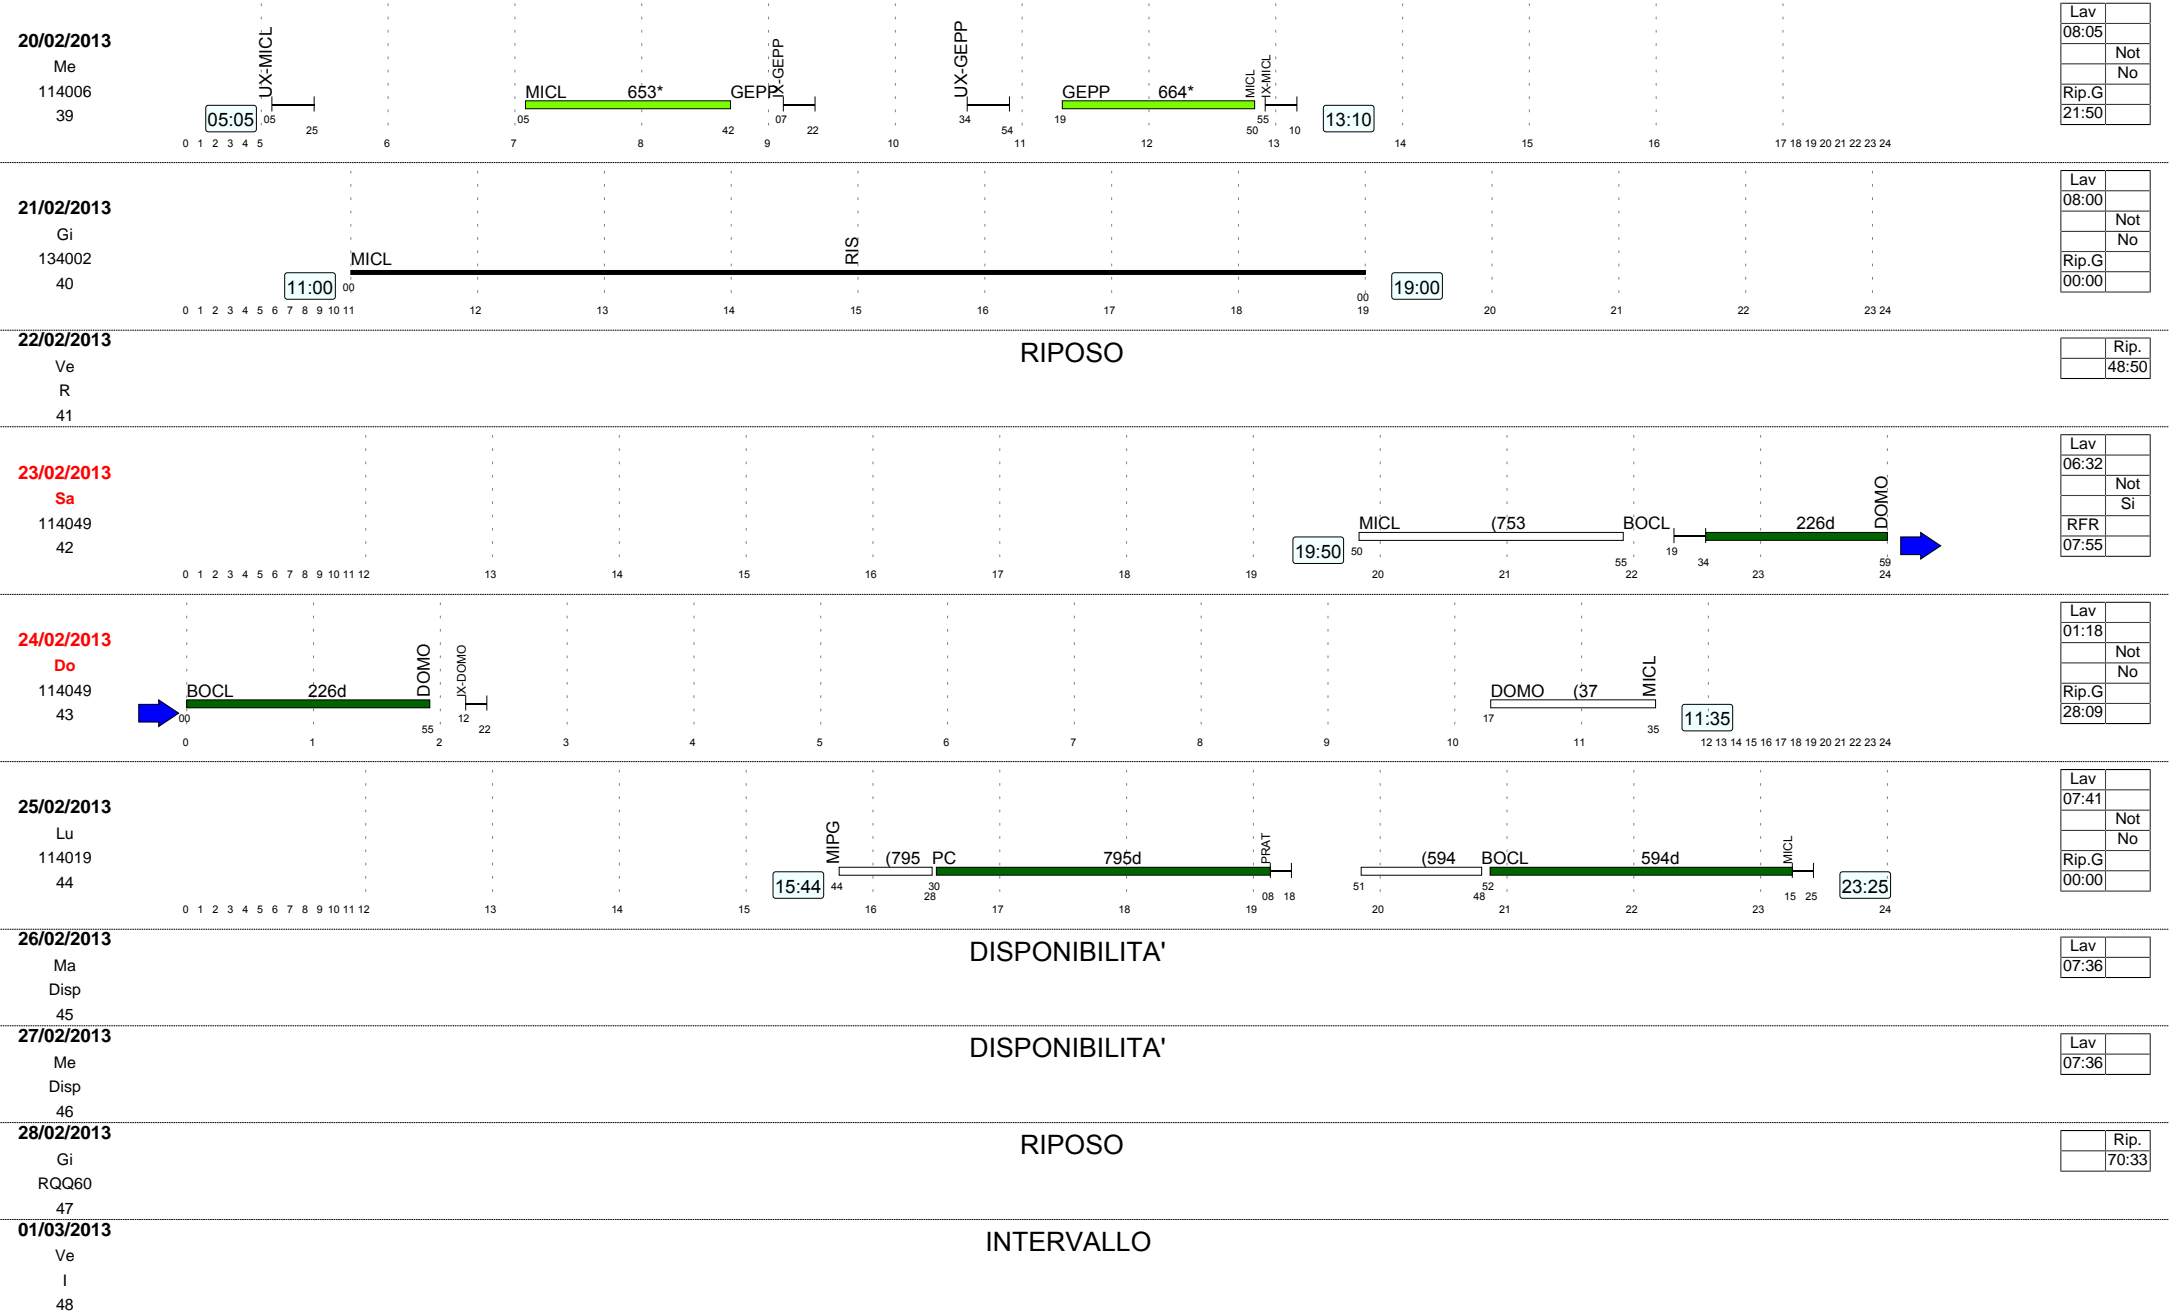 20/02/2013
Me
114006
39
05:05
UX-MICL
05
25
MICL 653* GEPP
05
42
IX-GEPP
07
22
UX-GEPP
34
54
GEPP 664* MICL
19
50
IX-MICL
55
10
13:10
0 1 2 3 4 5 6 7 8 9 10 11 12 13 14 15 16 17 18 19 20 21 22 23 24
Lav
08:05
Not
No
Rip.G
21:50
21/02/2013
Gi
134002
40
11:00
00
MICL RIS
00
19:00
0 1 2 3 4 5 6 7 8 9 10 11 12 13 14 15 16 17 18 19 20 21 22 23 24
Lav
08:00
Not
No
Rip.G
00:00
22/02/2013
Ve
R
41
RIPOSO
Rip.
48:50
23/02/2013
Sa
114049
42
19:50
50
MICL (753 BOCL
55
19
34
226d DOMO
59
0 1 2 3 4 5 6 7 8 9 10 11 12 13 14 15 16 17 18 19 20 21 22 23 24
Lav
06:32
Not
Si
RFR
07:55
24/02/2013
Do
114049
43
00
BOCL 226d DOMO
55
IX-DOMO
12
22
DOMO (37 MICL
17
35
11:35
0 1 2 3 4 5 6 7 8 9 10 11 12 13 14 15 16 17 18 19 20 21 22 23 24
Lav
01:18
Not
No
Rip.G
28:09
25/02/2013
Lu
114019
44
15:44
MIPG
44
(795 PC 795d PRAT
28
30
08 18
(594 BOCL 594d MICL
51
48
52
15 25
23:25
0 1 2 3 4 5 6 7 8 9 10 11 12 13 14 15 16 17 18 19 20 21 22 23 24
Lav
07:41
Not
No
Rip.G
00:00
26/02/2013
Ma
Disp
45
DISPONIBILITA'
Lav
07:36
27/02/2013
Me
Disp
46
DISPONIBILITA'
Lav
07:36
28/02/2013
Gi
RQQ60
47
RIPOSO
Rip.
70:33
01/03/2013
Ve
I
48
INTERVALLO